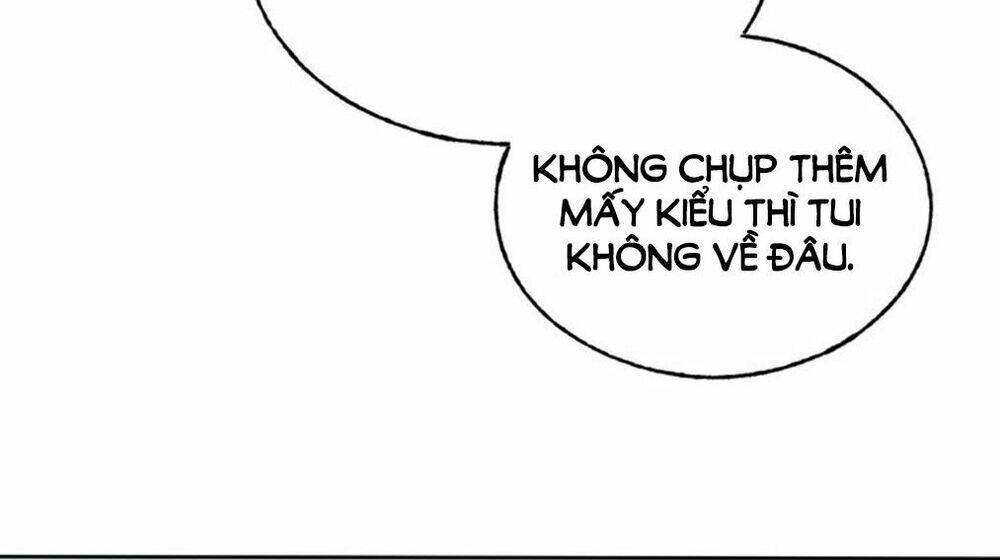 KHÔNG CHỤP THÊM
MẤY KIỂU THÌ TUI
KHÔNG VỀ ĐÂU.